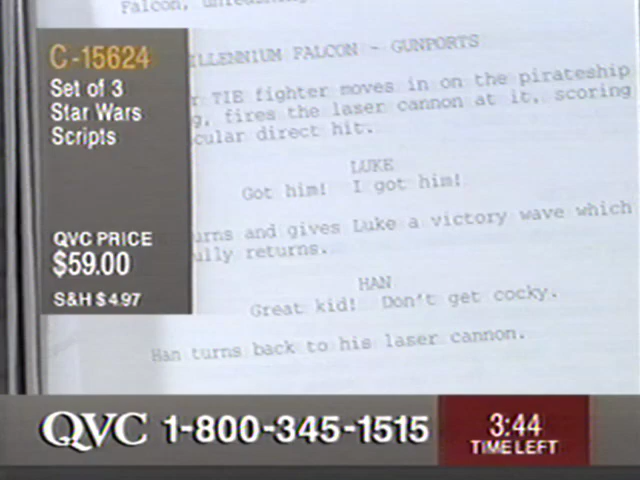 Falcon,
C-15624
Set of 3
Star Wars
Scripts
QVC PRICE
$59.00
S&H $4.97
ILLENNIUM FALCON - GUNPORTS
r TIE fighter moves in on the pirateship
g, fires the laser cannon at it, scoring
cular direct hit.
LUKE
Got him! I got him!
urns and gives Luke a victory wave which
ully returns.
HAN
Great kid! Don't get cocky.
Han turns back to his laser cannon.
QVC 1-800-345-1515
3:44
TIME LEFT